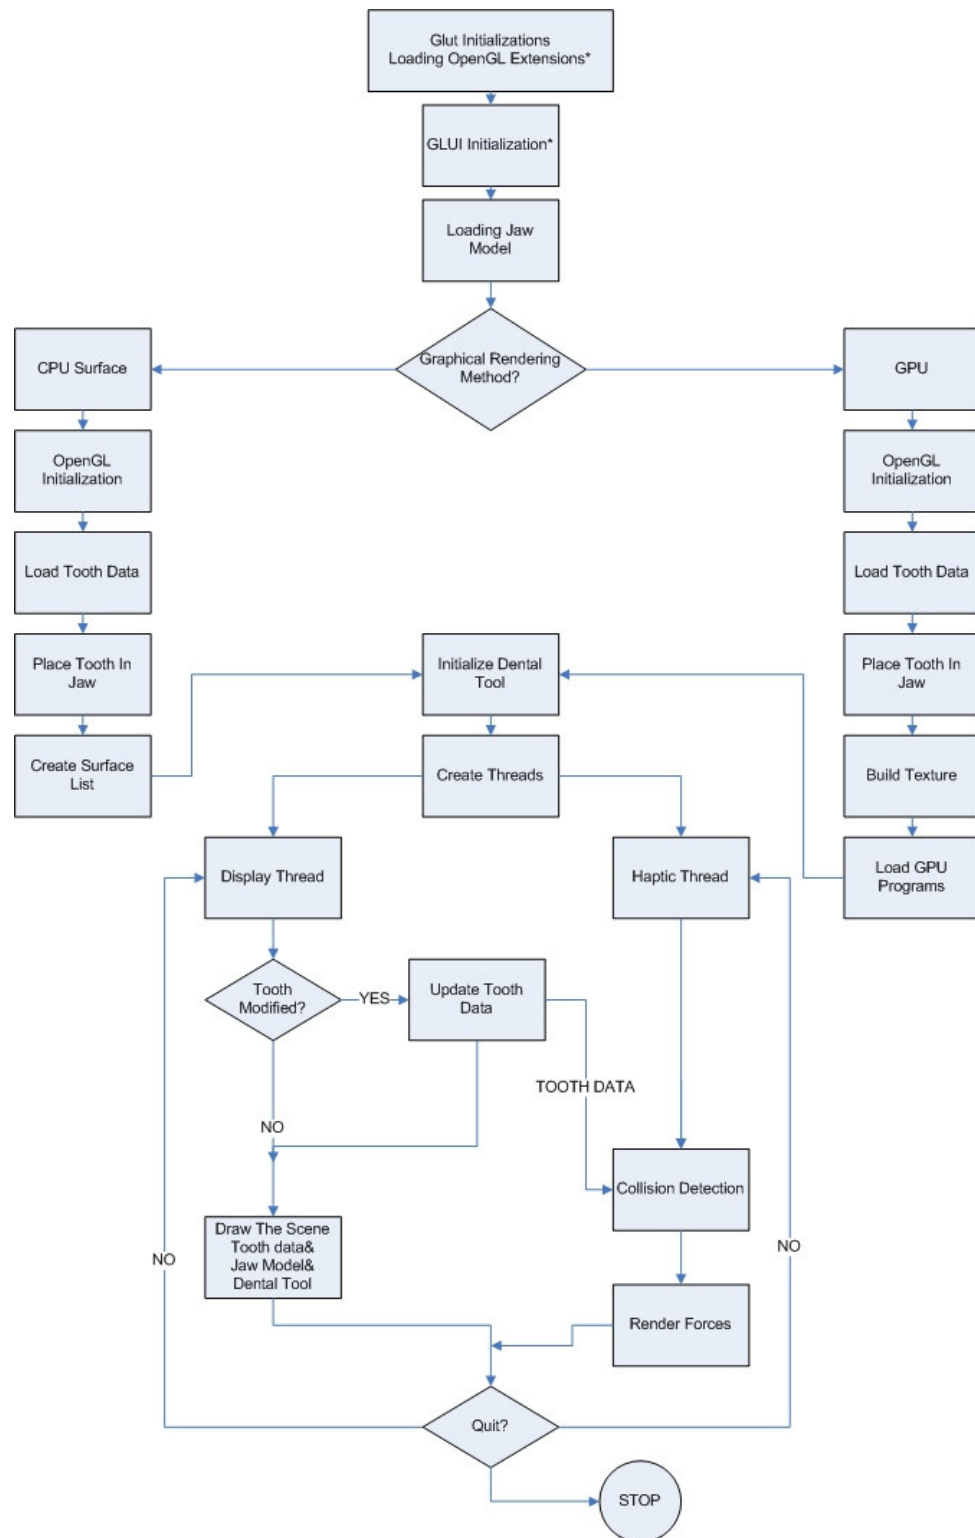 Glut Initializations
Loading OpenGL Extensions*
GLUI Initialization*
Loading Jaw
Model
Graphical Rendering
Method?
CPU Surface
GPU
OpenGL
Initialization
OpenGL
Initialization
Load Tooth Data
Load Tooth Data
Place Tooth In
Jaw
Initialize Dental
Tool
Place Tooth In
Jaw
Create Surface
List
Create Threads
Build Texture
Display Thread
Haptic Thread
Load GPU
Programs
Tooth
Modified?
YES
Update Tooth
Data
TOOTH DATA
NO
Collision Detection
Draw The Scene
Tooth data&
Jaw Model&
Dental Tool
NO
NO
Render Forces
Quit?
STOP